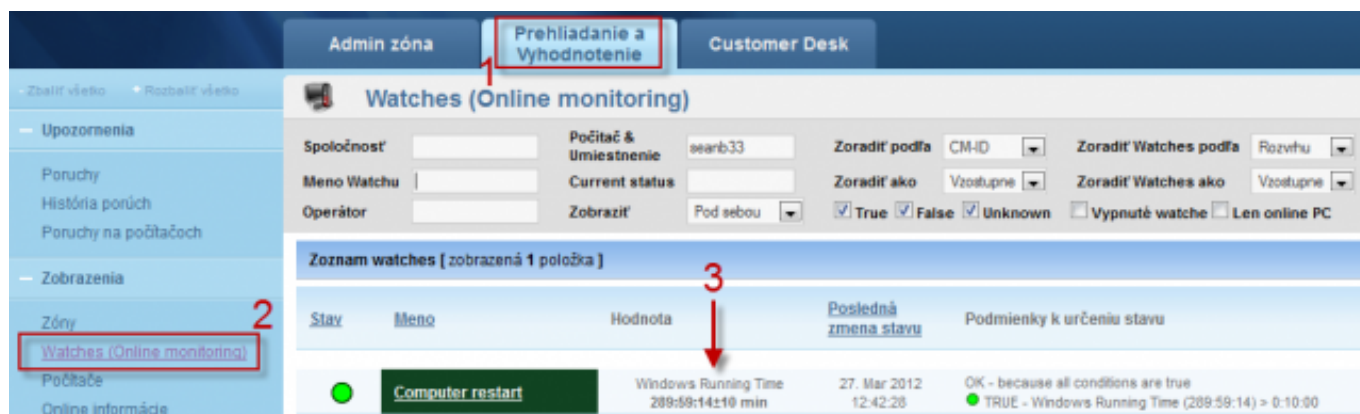 Admin zóna
Prehliadanie a
Vyhodnotenie
Customer Desk
1
Zbaliť všetko
Rozbaliť všetko
Upozornenia
Poruchy
História porúch
Poruchy na počítačoch
Zobrazenia
Zóny
2
Watches (Online monitoring)
Počítače
Online informácie
Watches (Online monitoring)
Spoločnosť
Počítač &
Umiestnenie
seanb33
Zoradiť podľa
CM-ID
Zoradiť Watches podľa
Rozvrhu
Meno Watchu
Current status
Zoradiť ako
Vzostupne
Zoradiť Watches ako
Vzostupne
Operátor
Zobraziť
Pod sebou
True
False
Unknown
Vypnuté watche
Len online PC
Zoznam watches [ zobrazená 1 položka ]
3
Stav
Meno
Hodnota
Posledná
zmena stavu
Podmienky k určeniu stavu
Computer restart
Windows Running Time
289:59:14±10 min
27. Mar 2012
12:42:28
OK - because all conditions are true
TRUE - Windows Running Time (289:59:14) > 0:10:00